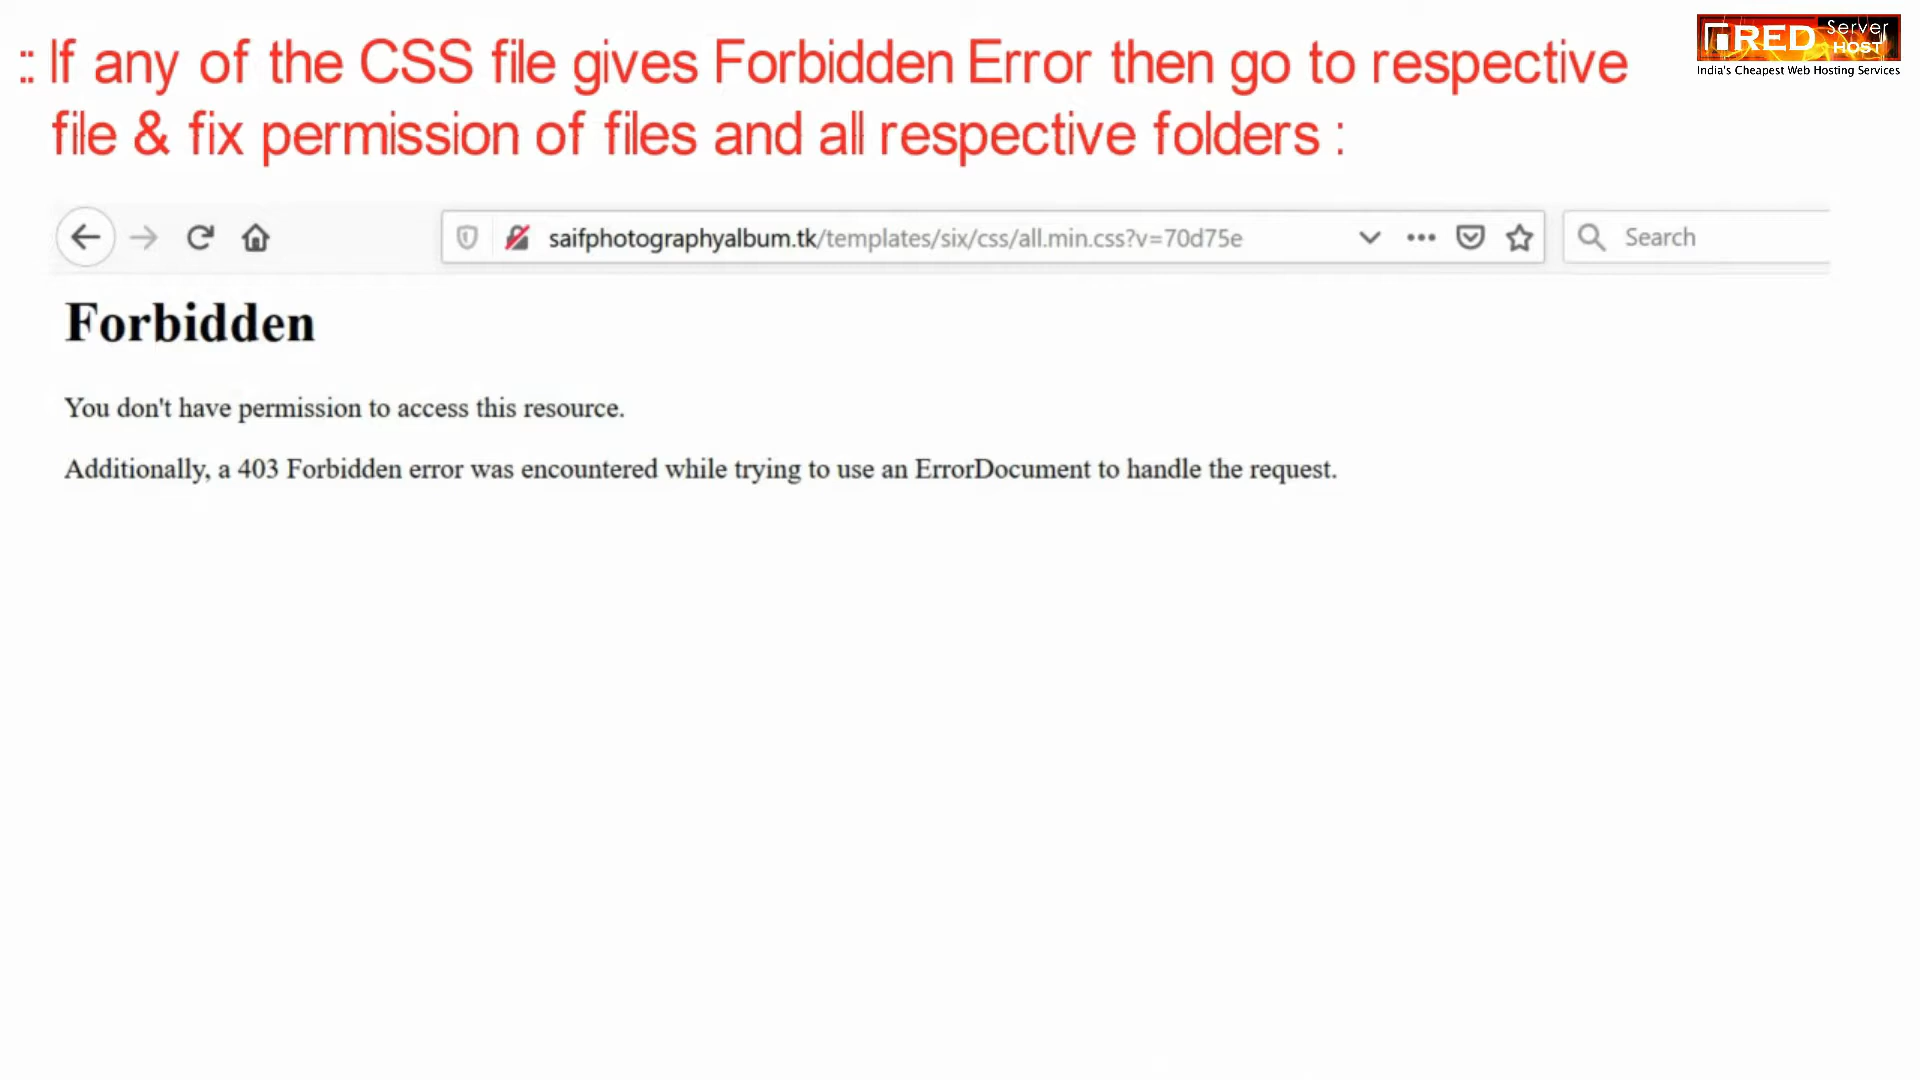 :: If any of the CSS file gives Forbidden Error then go to respective
file & fix permission of files and all respective folders :
RED Server
HOST
India's Cheapest Web Hosting Services
saifphotographyalbum.tk/templates/six/css/all.min.css?v=70d75e
Search
Forbidden
You don't have permission to access this resource.
Additionally, a 403 Forbidden error was encountered while trying to use an ErrorDocument to handle the request.